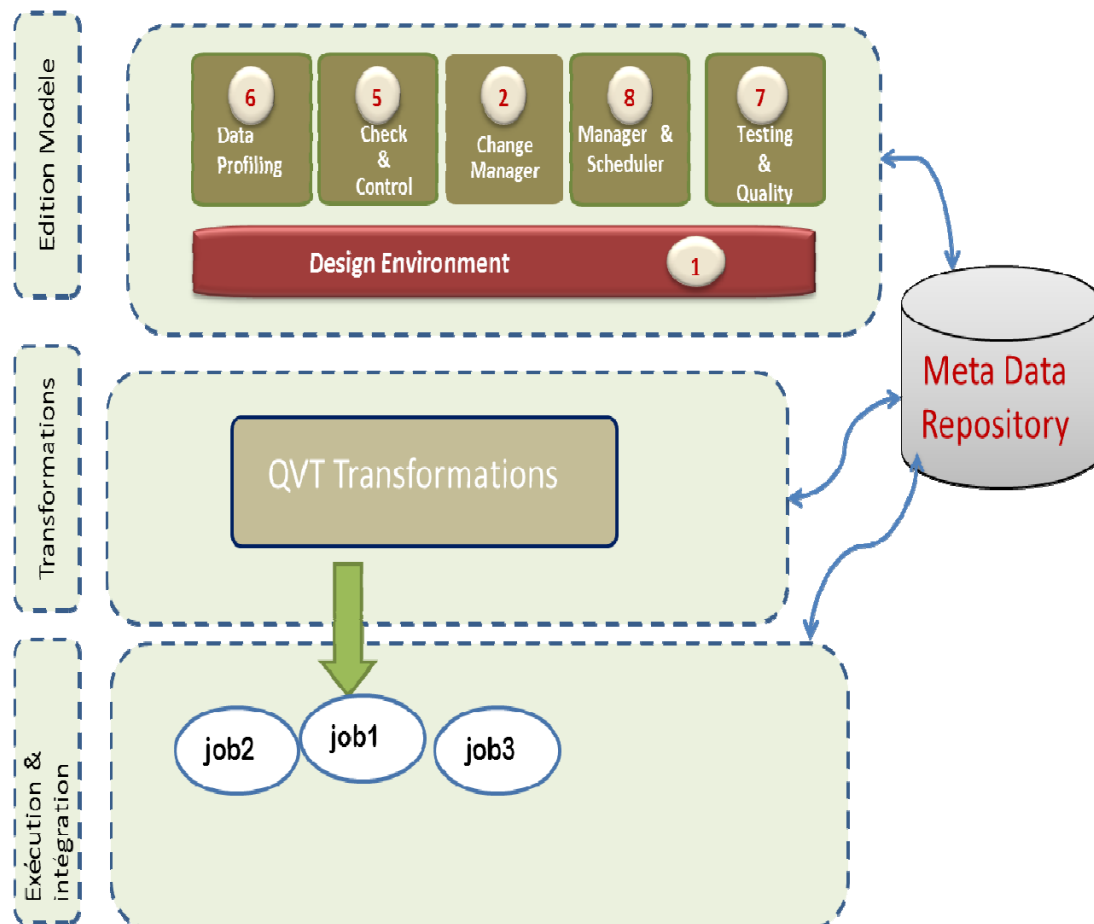 Edition Modèle
6
Data
Profiling
5
Check
&
Control
2
Change
Manager
8
Manager &
Scheduler
7
Testing
&
Quality
Design Environment
1
Meta Data
Repository
Transformations
QVT Transformations
Exécution &
intégration
job2
job1
job3